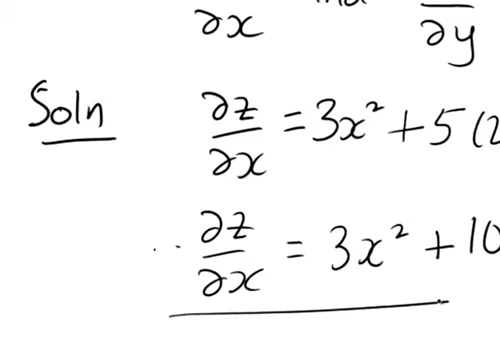 ∂x ∂y
Soln ∂z/∂x = 3x² + 5(2
∂z/∂x = 3x² + 10